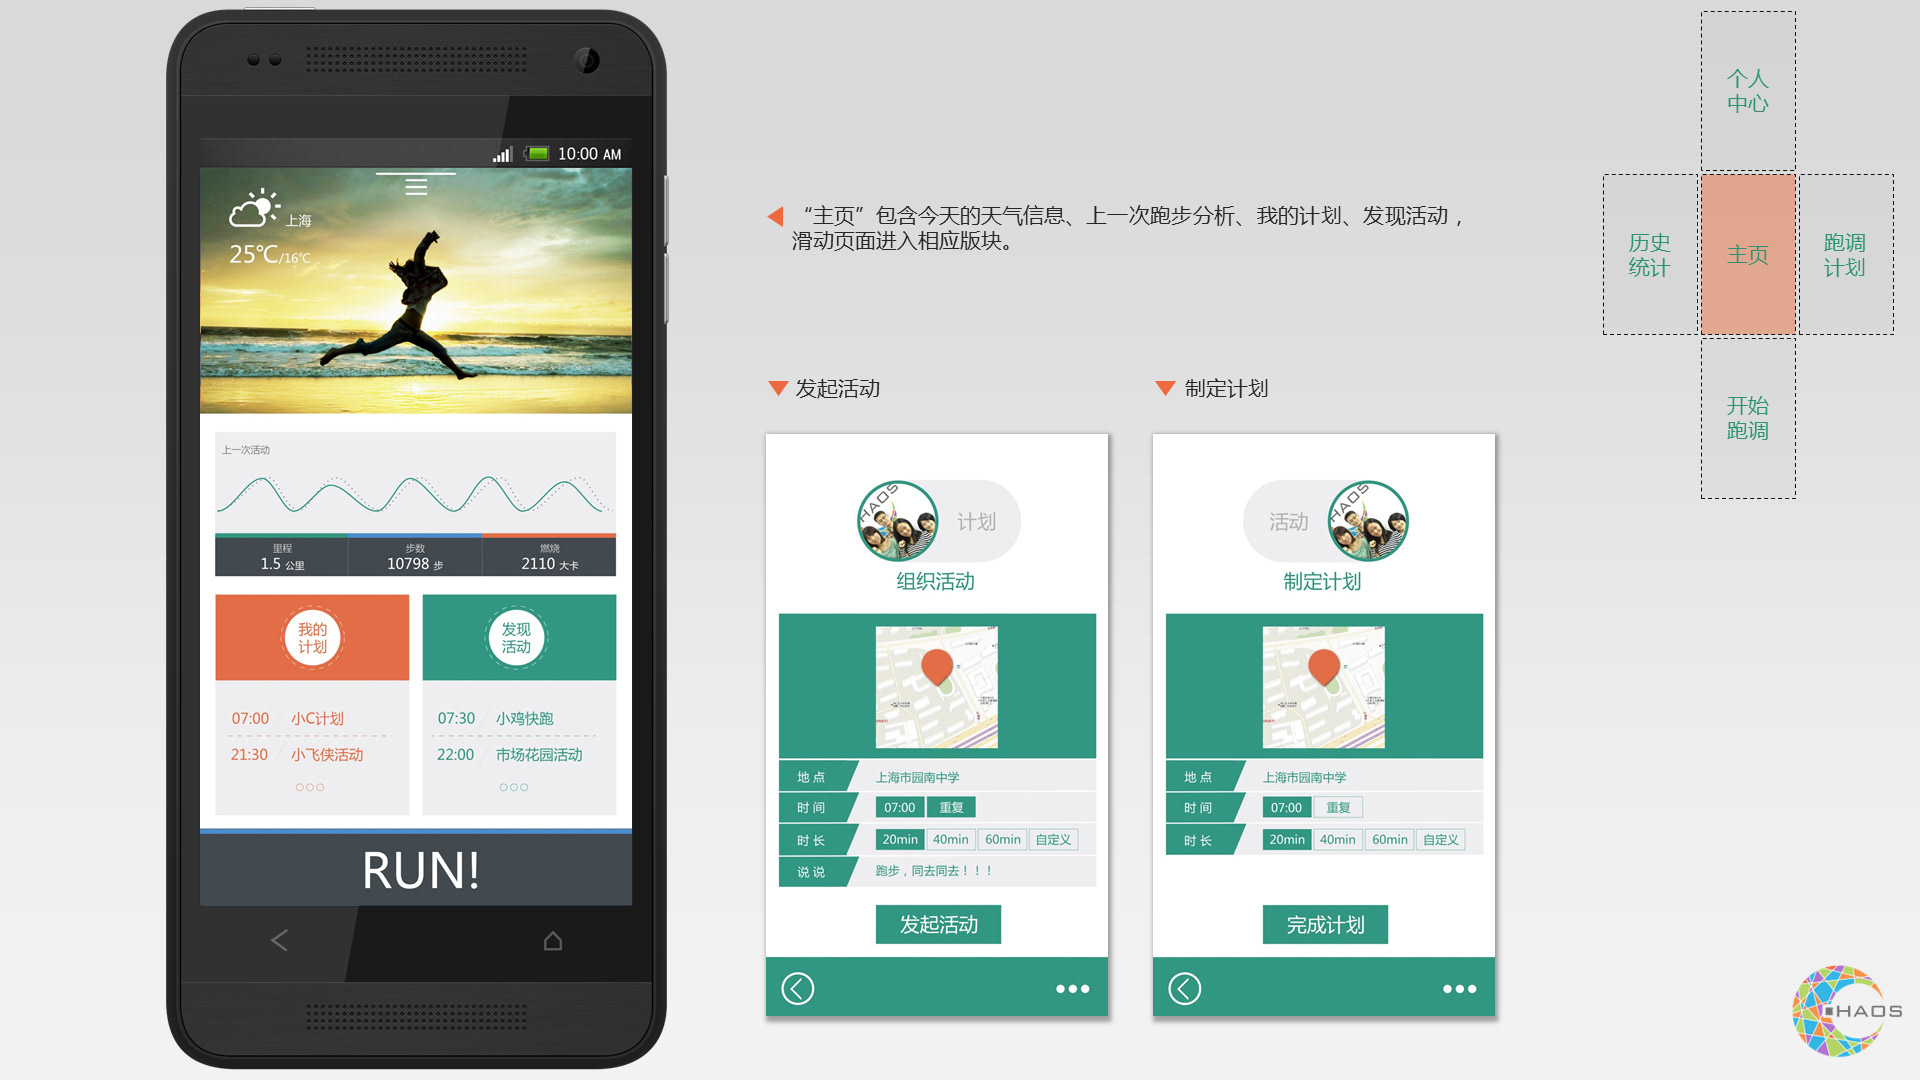 10:00 AM
上海
25℃/16℃
上一次活动
里程
1.5 公里
步数
10798 步
燃烧
2110 大卡
我的
计划
发现
活动
07:00 小C计划
21:30 小飞侠活动
07:30 小鸡快跑
22:00 市场花园活动
RUN!
“主页”包含今天的天气信息、上一次跑步分析、我的计划、发现活动，
滑动页面进入相应版块。
发起活动
HAOS
计划
组织活动
地点 上海市园南中学
时间 07:00 重复
时长 20min 40min 60min 自定义
说说 跑步，同去同去！！！
发起活动
制定计划
活动
HAOS
制定计划
地点 上海市园南中学
时间 07:00 重复
时长 20min 40min 60min 自定义
完成计划
个人
中心
历史
统计
主页
跑调
计划
开始
跑调
CHAOS